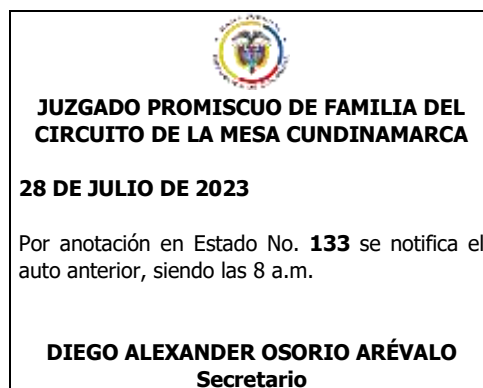 JUZGADO PROMISCUO DE FAMILIA DEL
CIRCUITO DE LA MESA CUNDINAMARCA
28 DE JULIO DE 2023
Por anotación en Estado No. 133 se notifica el
auto anterior, siendo las 8 a.m.
DIEGO ALEXANDER OSORIO ARÉVALO
Secretario